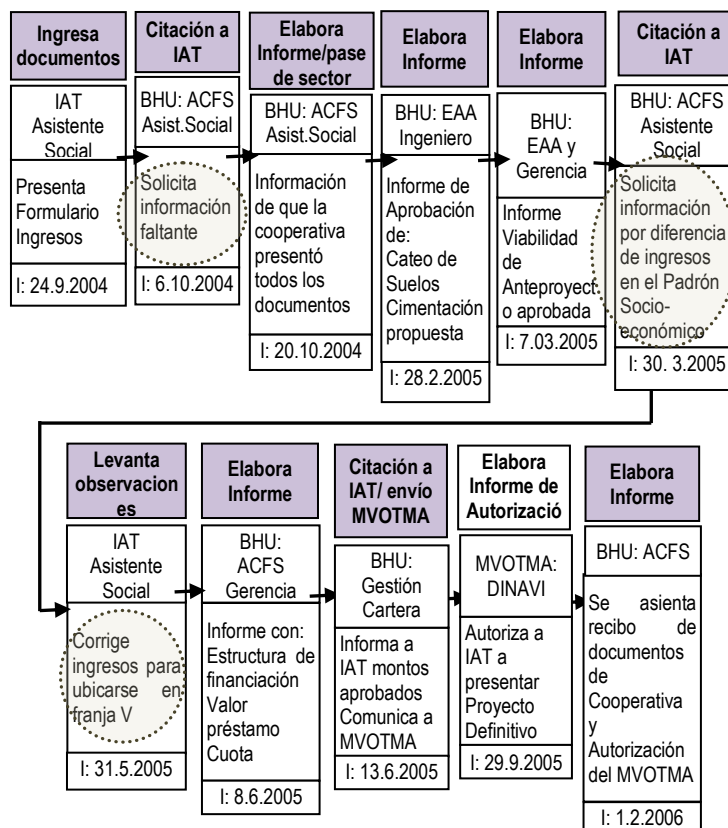 Ingresa
documentos
IAT
Asistente
Social
Presenta
Formulario
Ingresos
I: 24.9.2004
Citación a
IAT
BHU: ACFS
Asist.Social
Solicita
información
faltante
I: 6.10.2004
Elabora
Informe/pase
de sector
BHU: ACFS
Asist.Social
Información
de que la
cooperativa
presentó
todos los
documentos
I: 20.10.2004
Elabora
Informe
BHU: EAA
Ingeniero
Informe de
Aprobación
de:
Cateo de
Suelos
Cimentación
propuesta
I: 28.2.2005
Elabora
Informe
BHU:
EAA y
Gerencia
Informe
Viabilidad
de
Anteproyect
o aprobada
I: 7.03.2005
Citación a
IAT
BHU: ACFS
Asistente
Social
Solicita
información
por diferencia
de ingresos
en el Padrón
Socio-
económico
I: 30. 3.2005
Levanta
observacion
es
IAT
Asistente
Social
Corrige
ingresos para
ubicarse en
franja V
I: 31.5.2005
Elabora
Informe
BHU:
ACFS
Gerencia
Informe con:
Estructura de
financiación
Valor
préstamo
Cuota
I: 8.6.2005
Citación a
IAT/ envío
MVOTMA
BHU:
Gestión
Cartera
Informa a
IAT montos
aprobados
Comunica a
MVOTMA
I: 13.6.2005
Elabora
Informe de
Autorizació
MVOTMA:
DINAVI
Autoriza a
IAT a
presentar
Proyecto
Definitivo
I: 29.9.2005
Elabora
Informe
BHU: ACFS
Se asienta
recibo de
documentos
de
Cooperativa
y
Autorización
del MVOTMA
I: 1.2.2006